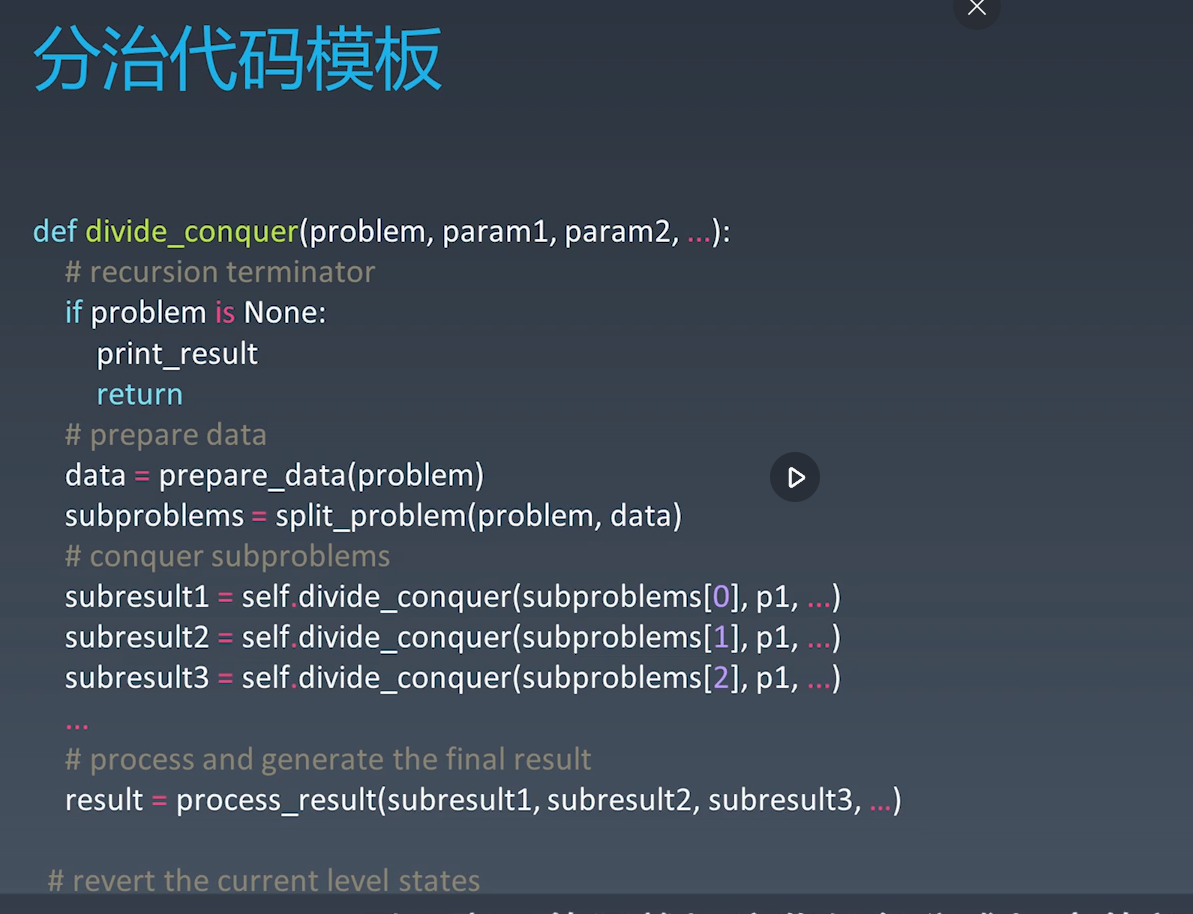 分治代码模板
def divide_conquer(problem, param1, param2, ...):
# recursion terminator
if problem is None:
print_result
return
# prepare data
data = prepare_data(problem)
subproblems = split_problem(problem, data)
# conquer subproblems
subresult1 = self.divide_conquer(subproblems[0], p1, ...)
subresult2 = self.divide_conquer(subproblems[1], p1, ...)
subresult3 = self.divide_conquer(subproblems[2], p1, ...)
...
# process and generate the final result
result = process_result(subresult1, subresult2, subresult3, ...)
# revert the current level states